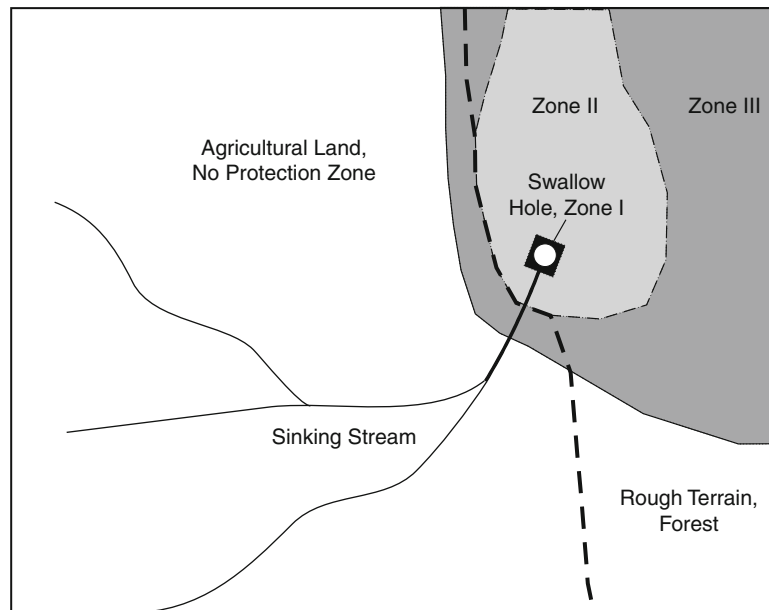 Zone II
Zone III
Agricultural Land,
No Protection Zone
Swallow
Hole, Zone I
Sinking Stream
Rough Terrain,
Forest